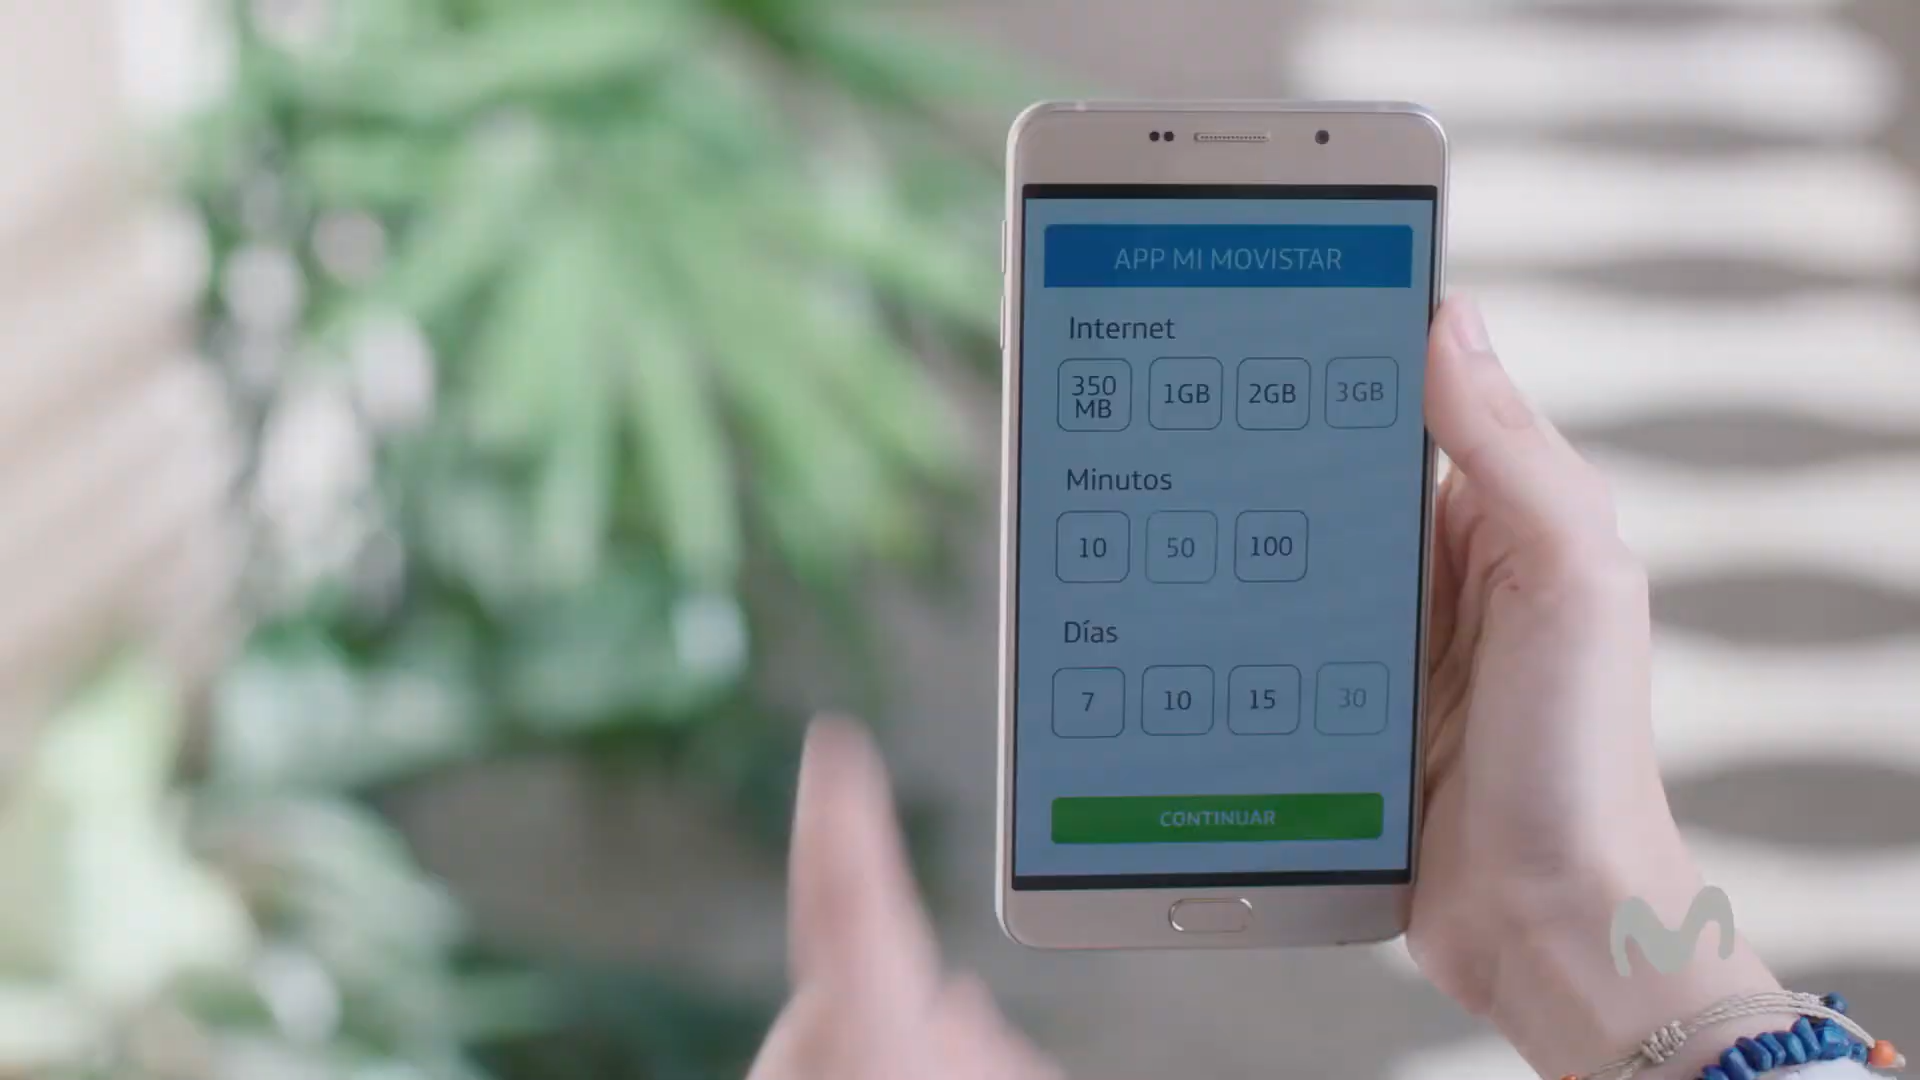 APP MI MOVISTAR
Internet
350 MB 1GB 2GB 3GB
Minutos
10 50 100
Días
7 10 15 30
CONTINUAR